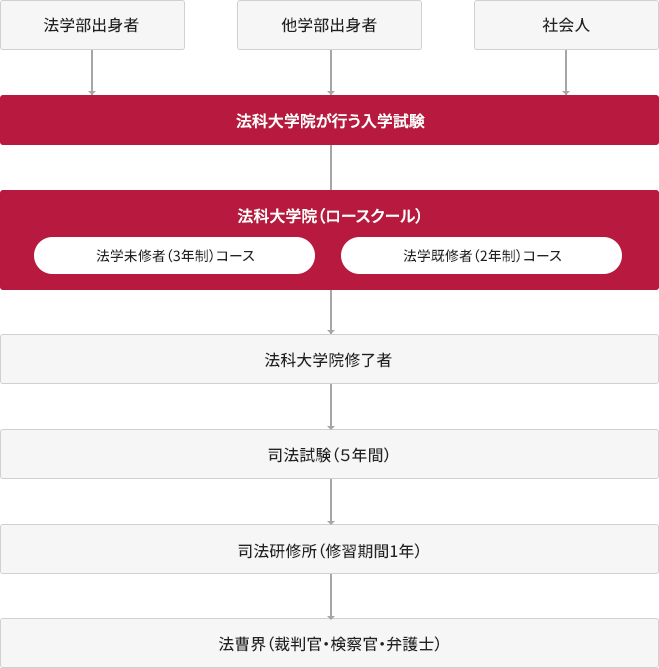 法学部出身者
他学部出身者
社会人
法科大学院が行う入学試験
法科大学院（ロースクール）
法学未修者（3年制）コース
法学既修者（2年制）コース
法科大学院修了者
司法試験（５年間）
司法研修所（修習期間1年）
法曹界（裁判官・検察官・弁護士）